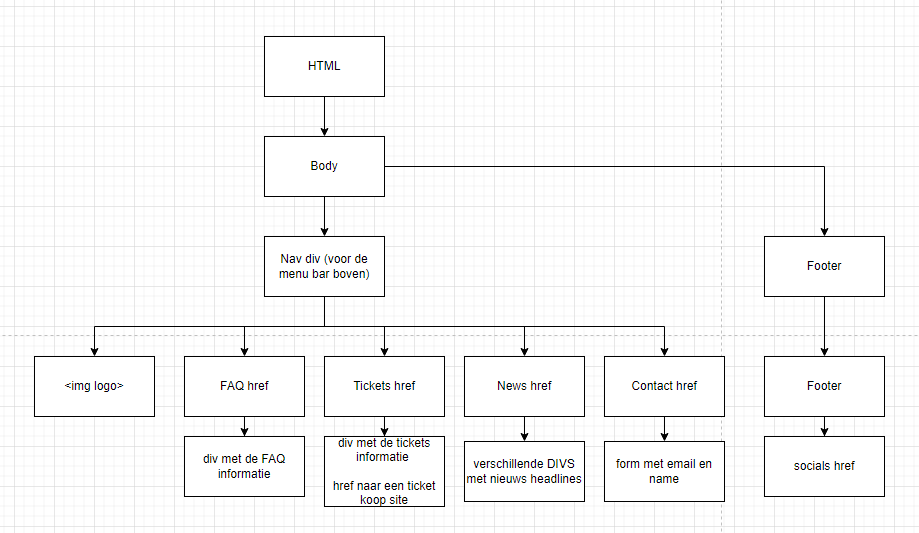 HTML
Body
Nav div (voor de
menu bar boven)
Footer
<img logo>
FAQ href
Tickets href
News href
Contact href
Footer
div met de FAQ
informatie
div met de tickets
informatie
href naar een ticket
koop site
verschillende DIVS
met nieuws headlines
form met email en
name
socials href